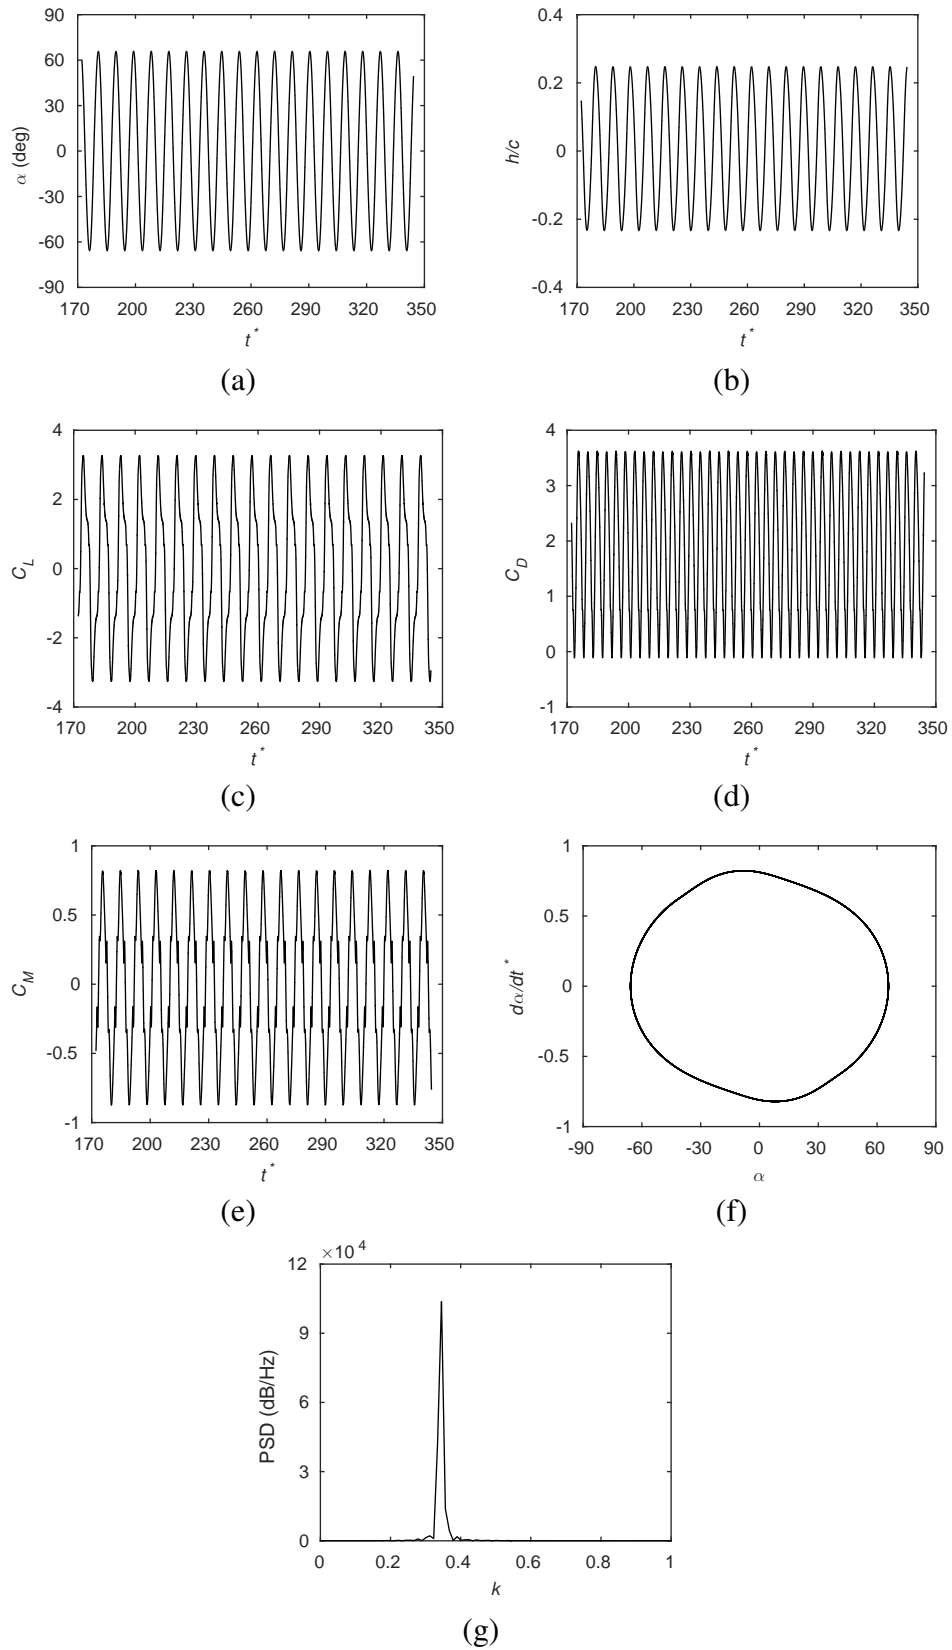 90
60
30
0
-30
-60
-90
α (deg)
170 200 230 260 290 320 350
t*
(a)
0.4
0.2
0
-0.2
-0.4
h/c
170 200 230 260 290 320 350
t*
(b)
4
2
0
-2
-4
C_L
170 200 230 260 290 320 350
t*
(c)
4
3
2
1
0
-1
C_D
170 200 230 260 290 320 350
t*
(d)
1
0.5
0
-0.5
-1
C_M
170 200 230 260 290 320 350
t*
(e)
1
0.5
0
-0.5
-1
dα/dt*
-90 -60 -30 0 30 60 90
α
(f)
×10 4
12
9
6
3
0
PSD (dB/Hz)
0 0.2 0.4 0.6 0.8 1
k
(g)